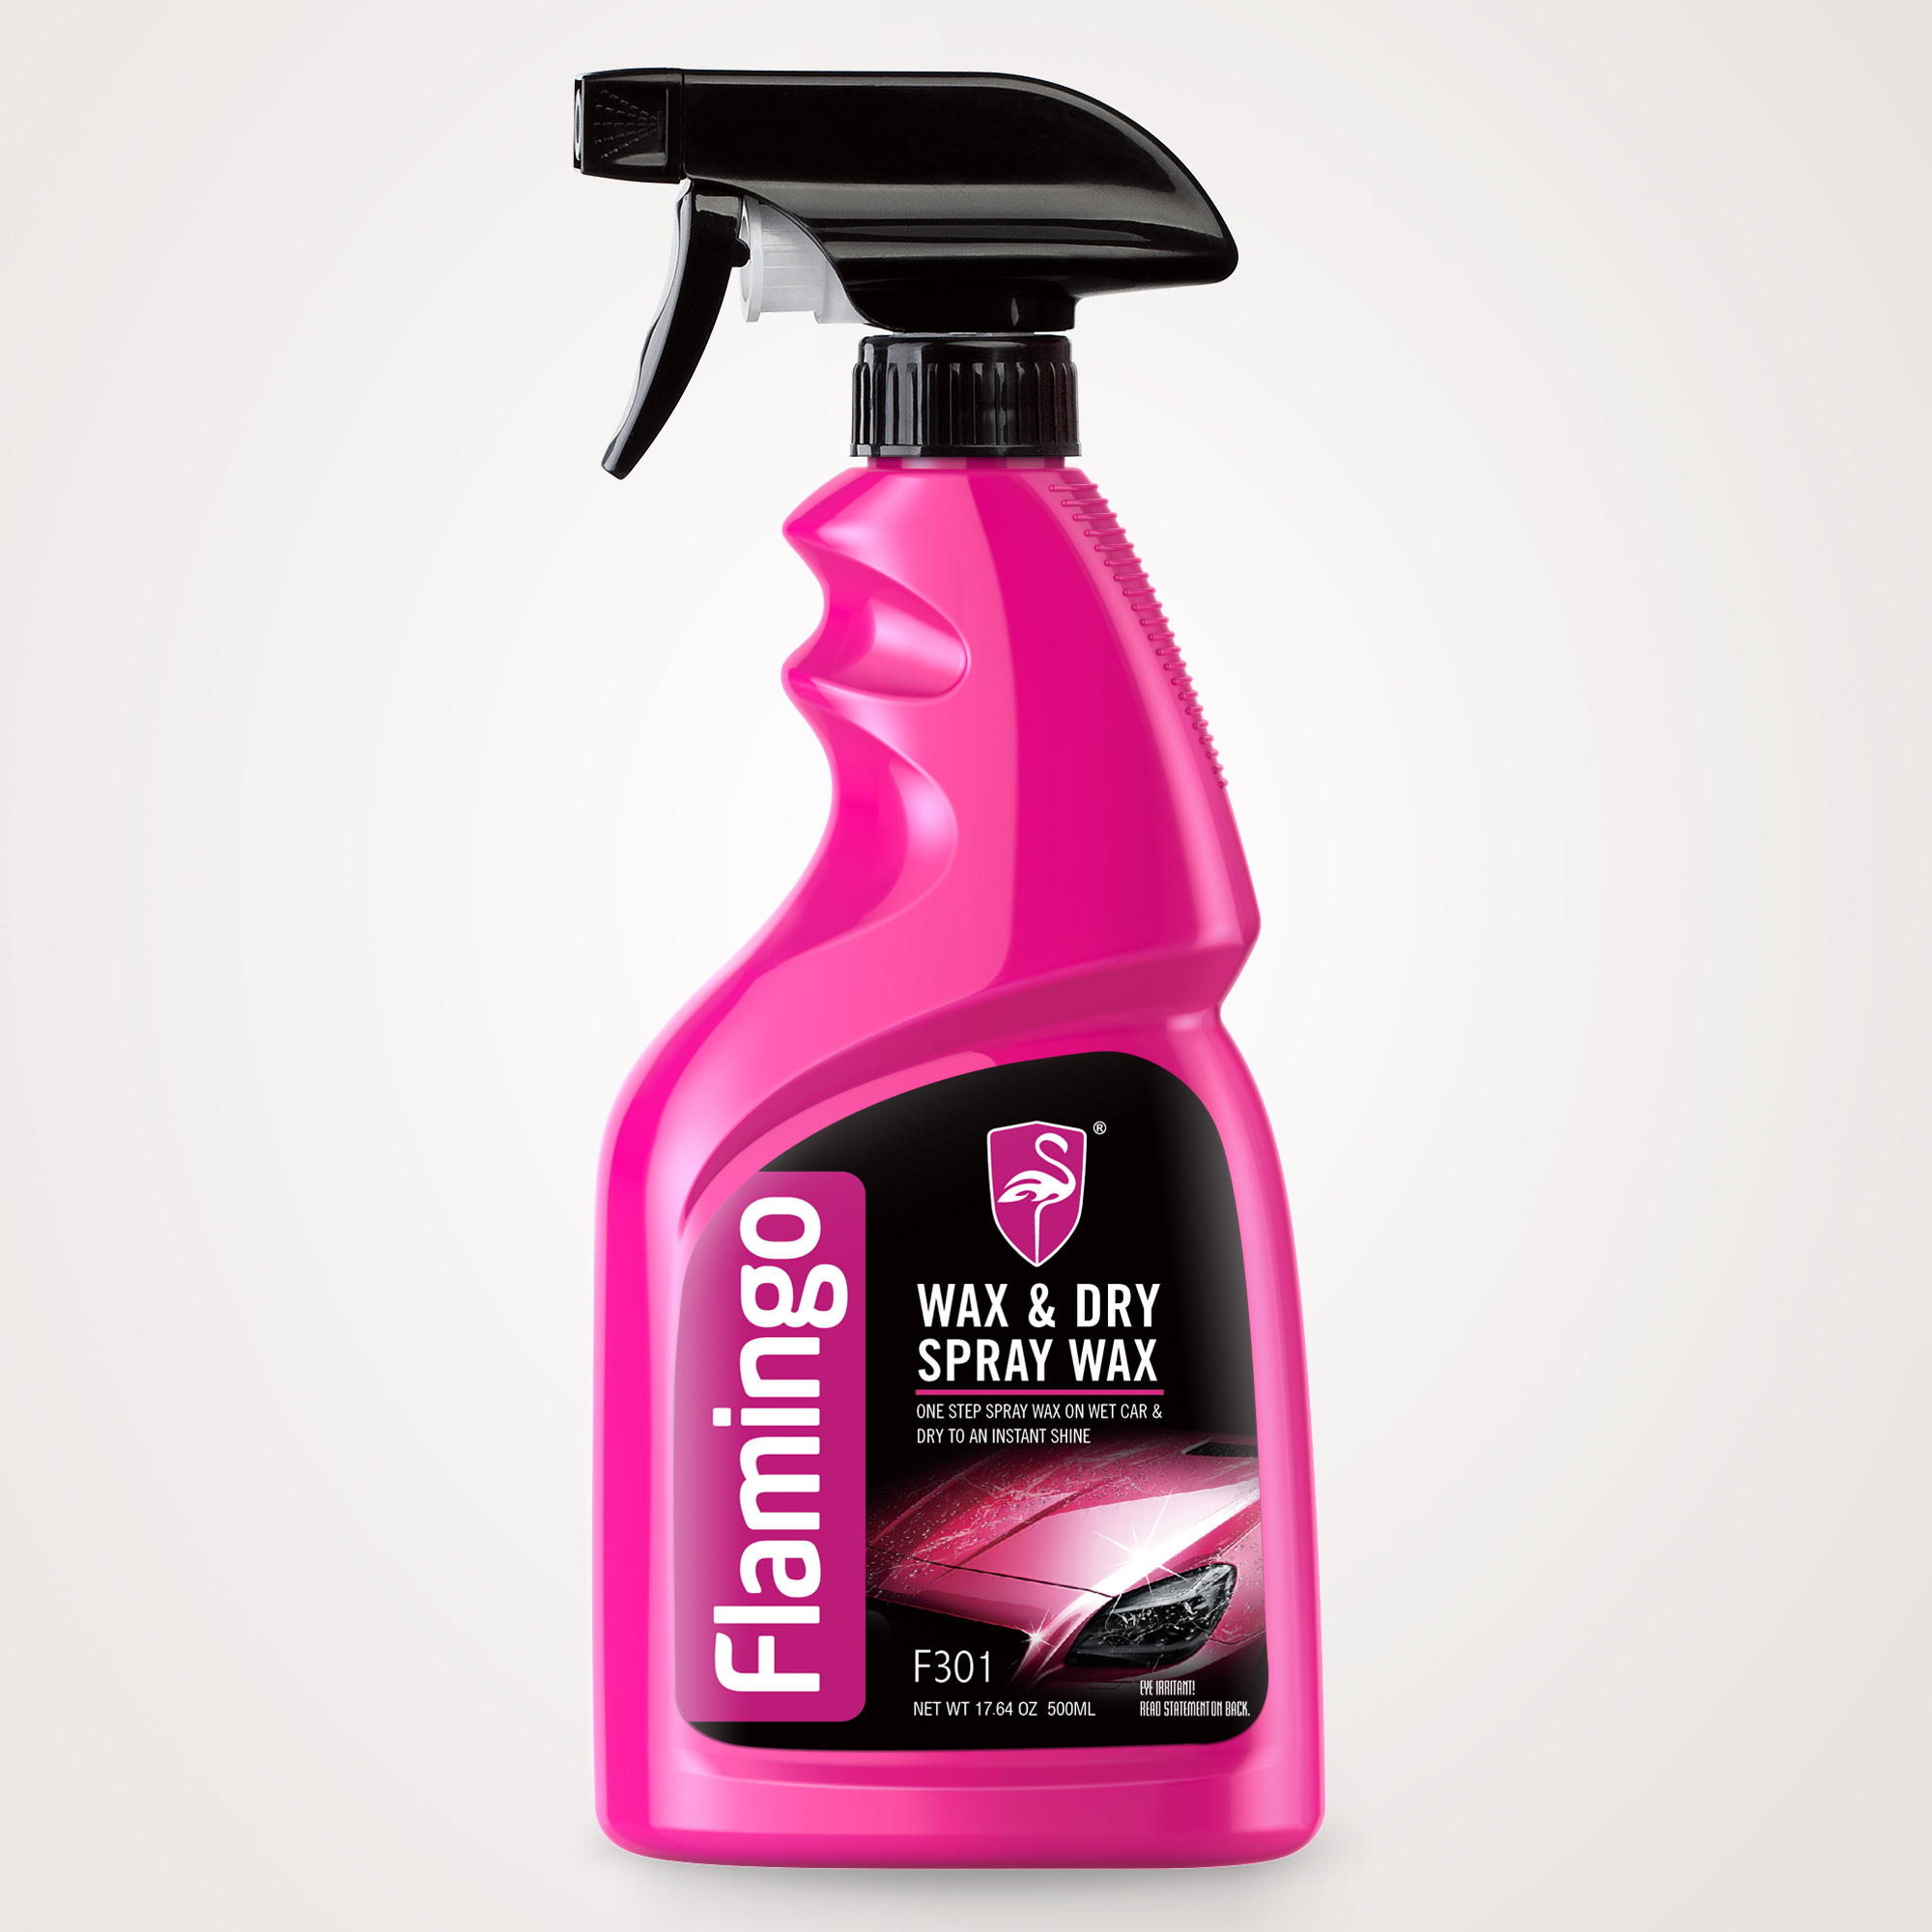 ®
Flamingo
WAX & DRY
SPRAY WAX
ONE STEP SPRAY WAX ON WET CAR &
DRY TO AN INSTANT SHINE
F301
NET WT 17.64 OZ 500ML
EYE IRRITANT!
READ STATEMENT ON BACK.